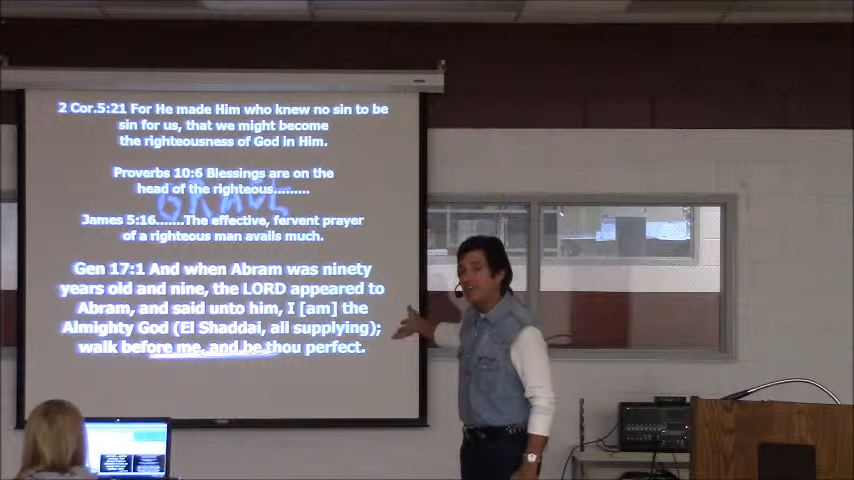 2 Cor.5:21 For He made Him who knew no sin to be
sin for us, that we might become
the righteousness of God in Him.
Proverbs 10:6 Blessings are on the
head of the righteous.........
GRACE
James 5:16.......The effective, fervent prayer
of a righteous man avails much.
Gen 17:1 And when Abram was ninety
years old and nine, the LORD appeared to
Abram, and said unto him, I [am] the
Almighty God (El Shaddai, all supplying);
walk before me, and be thou perfect.